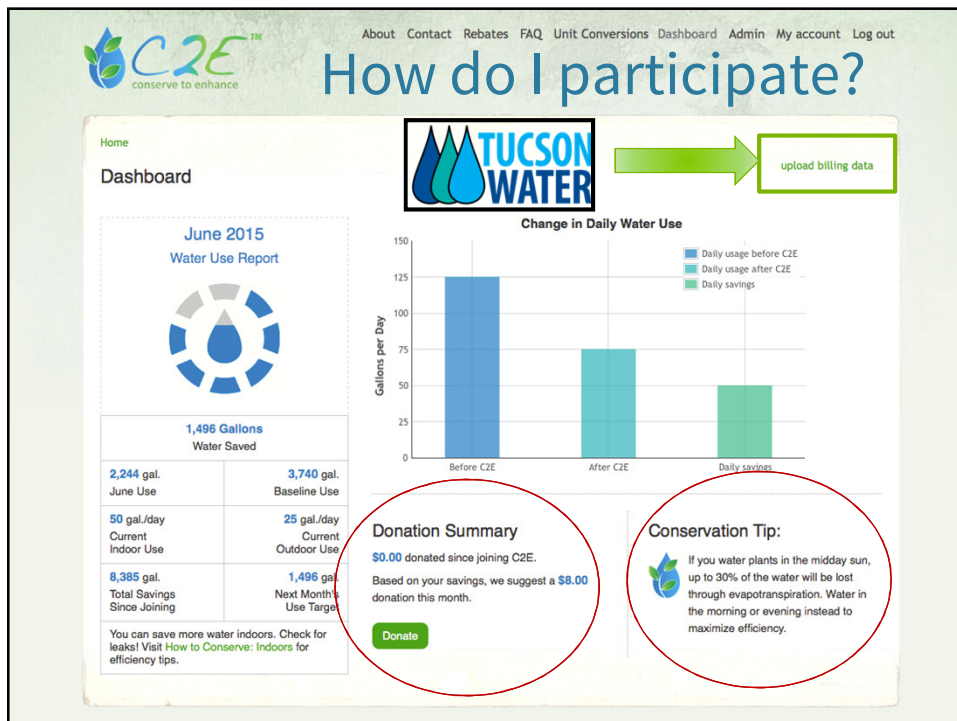 About Contact Rebates FAQ Unit Conversions Dashboard Admin My account Log out
C2E™
conserve to enhance
How do I participate?
Home
TUCSON
WATER
upload billing data
Dashboard
June 2015
Water Use Report
1,496 Gallons
Water Saved
2,244 gal.
June Use
3,740 gal.
Baseline Use
50 gal./day
Current
Indoor Use
25 gal./day
Current
Outdoor Use
8,385 gal.
Total Savings
Since Joining
1,496 gal.
Next Month's
Use Target
You can save more water indoors. Check for
leaks! Visit How to Conserve: Indoors for
efficiency tips.
Change in Daily Water Use
Daily usage before C2E
Daily usage after C2E
Daily savings
Gallons per Day
150
125
100
75
50
25
0
Before C2E
After C2E
Daily savings
Donation Summary
$0.00 donated since joining C2E.
Based on your savings, we suggest a $8.00
donation this month.
Donate
Conservation Tip:
If you water plants in the midday sun,
up to 30% of the water will be lost
through evapotranspiration. Water in
the morning or evening instead to
maximize efficiency.